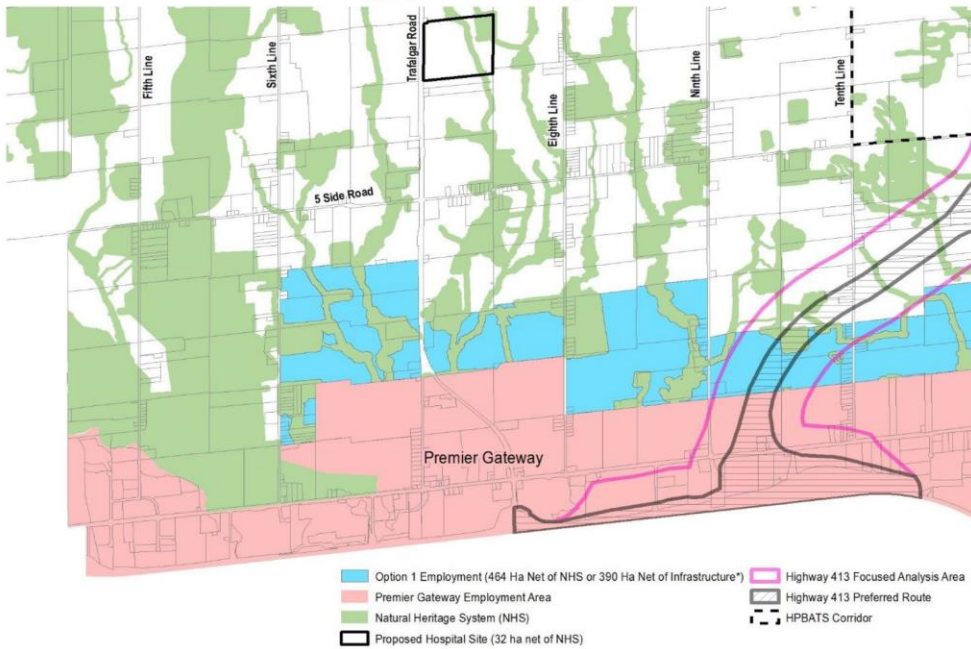 Fifth Line
Sixth Line
Trafalgar Road
Eighth Line
Ninth Line
Tenth Line
5 Side Road
Premier Gateway
Option 1 Employment (464 Ha Net of NHS or 390 Ha Net of Infrastructure*)
Premier Gateway Employment Area
Natural Heritage System (NHS)
Proposed Hospital Site (32 ha net of NHS)
Highway 413 Focused Analysis Area
Highway 413 Preferred Route
HPBATS Corridor